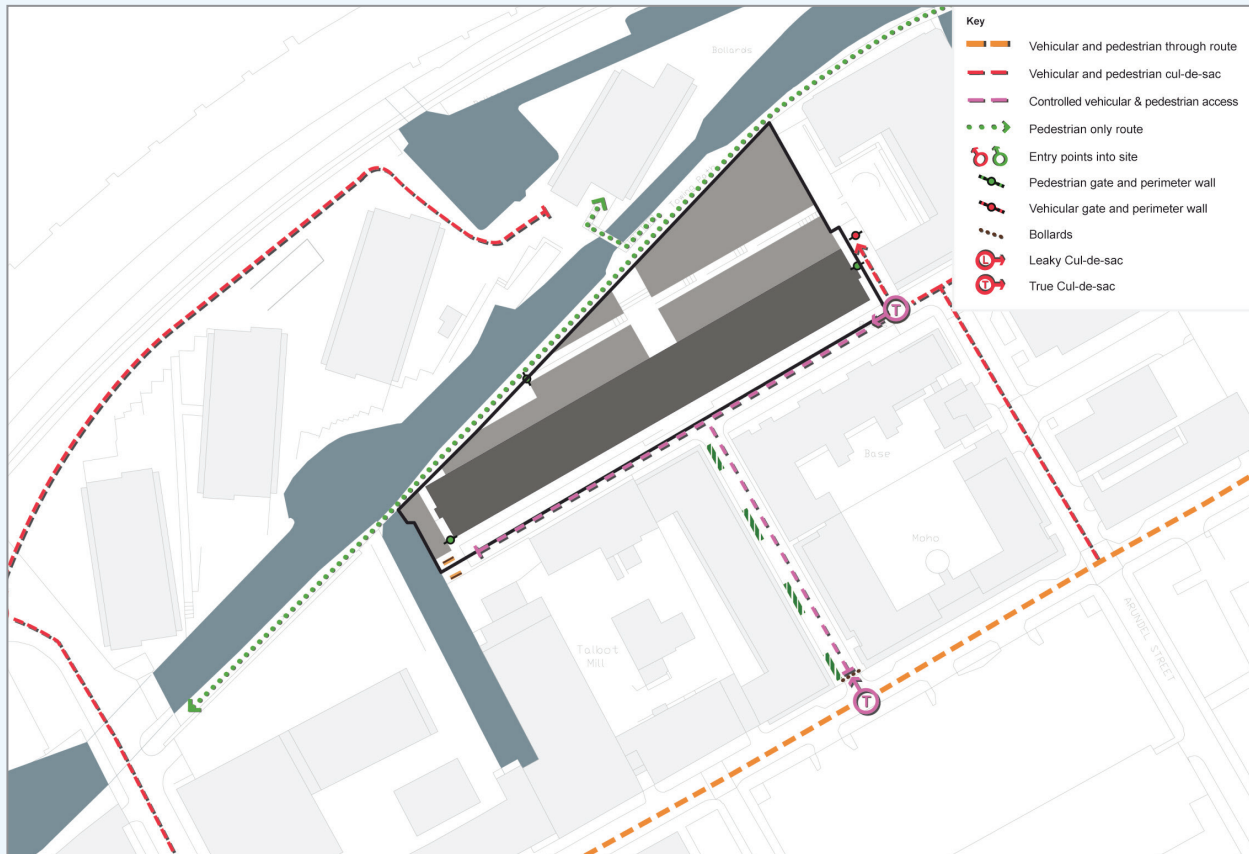 Key
Vehicular and pedestrian through route
Vehicular and pedestrian cul-de-sac
Controlled vehicular & pedestrian access
Pedestrian only route
Entry points into site
Pedestrian gate and perimeter wall
Vehicular gate and perimeter wall
Bollards
L
Leaky Cul-de-sac
T
True Cul-de-sac
Bollards
Towing Path
T
Base
Moho
Talbot
Mill
ARUNDEL STREET
T